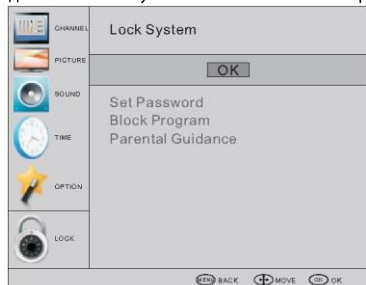 CHANNEL
PICTURE
SOUND
TIME
OPTION
LOCK
Lock System
OK
Set Password
Block Program
Parental Guidance
MENU BACK MOVE OK OK